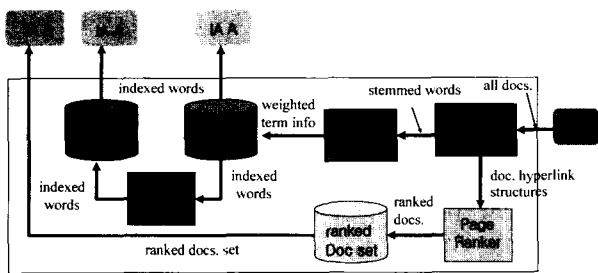 IA A
indexed words
all docs.
weighted
term info
stemmed words
indexed
words
indexed
words
doc. hyperlink
structures
ranked
docs.
ranked
Doc set
Page
Ranker
ranked docs. set